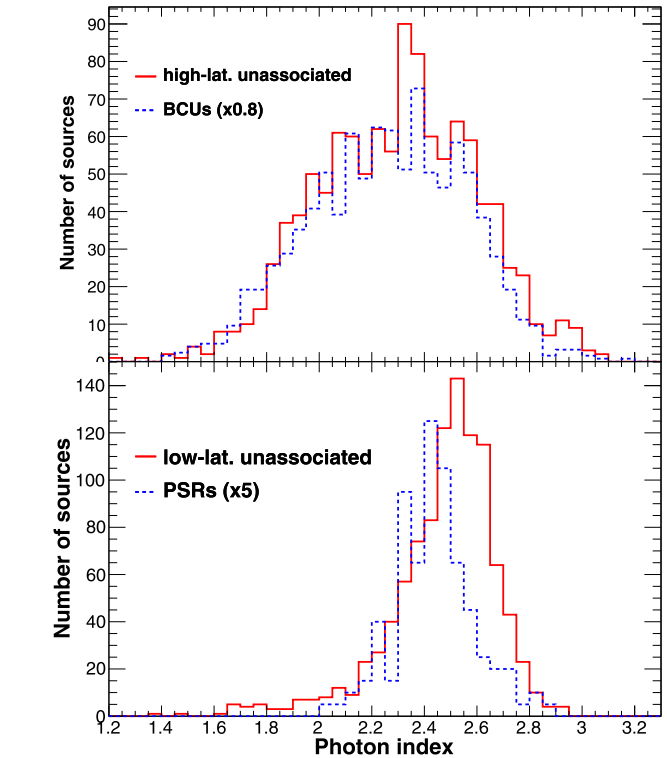 90
80
70
60
50
40
30
20
10
0
Number of sources
high-lat. unassociated
BCUs (x0.8)
140
120
100
80
60
40
20
0
Number of sources
low-lat. unassociated
PSRs (x5)
1.2 1.4 1.6 1.8 2 2.2 2.4 2.6 2.8 3 3.2
Photon index